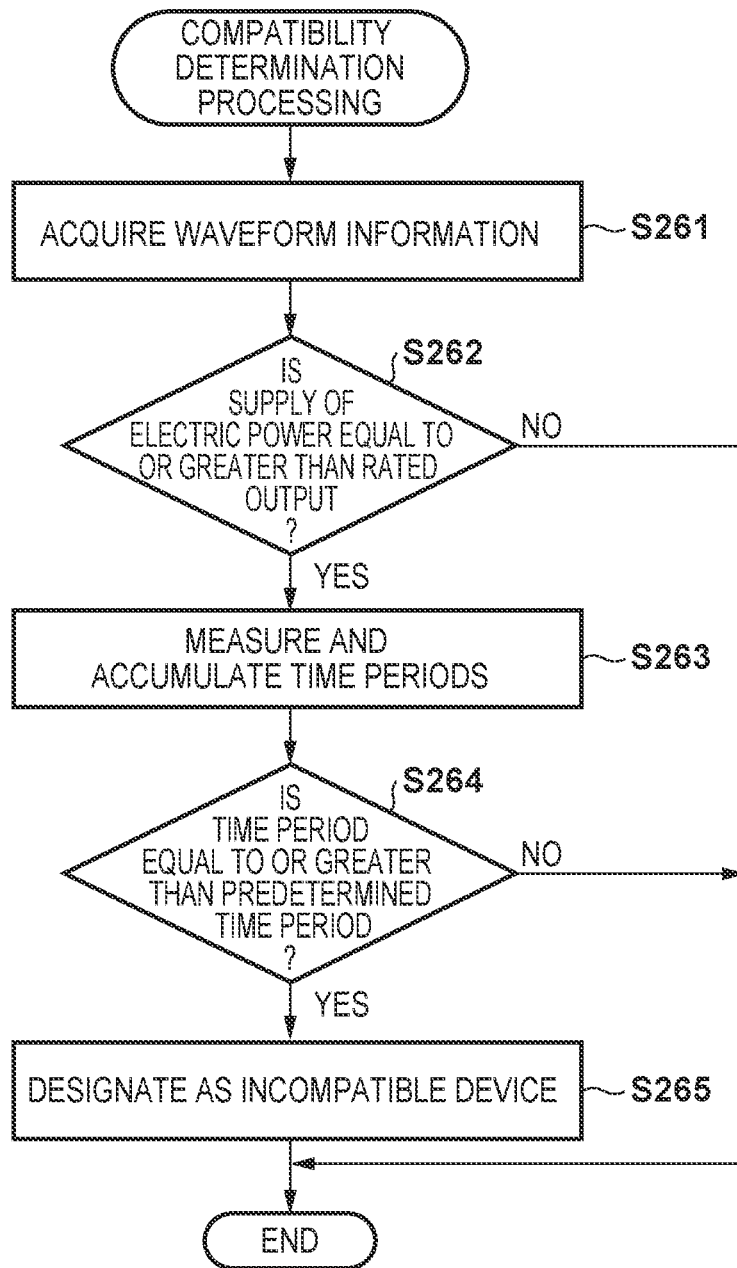 COMPATIBILITY
DETERMINATION
PROCESSING
ACQUIRE WAVEFORM INFORMATION
S261
S262
IS
SUPPLY OF
ELECTRIC POWER EQUAL TO
OR GREATER THAN RATED
OUTPUT
?
NO
YES
MEASURE AND
ACCUMULATE TIME PERIODS
S263
S264
IS
TIME PERIOD
EQUAL TO OR GREATER
THAN PREDETERMINED
TIME PERIOD
?
NO
YES
DESIGNATE AS INCOMPATIBLE DEVICE
S265
END